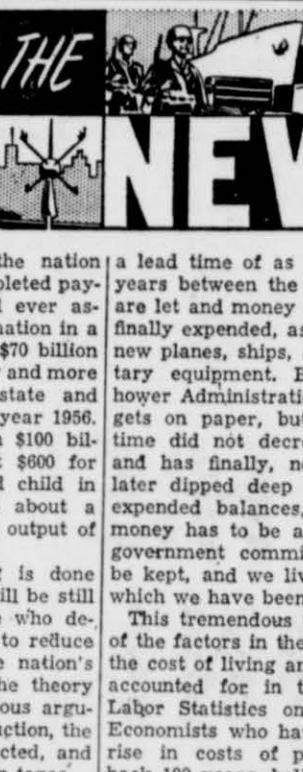 THE
NEW
the nation
pleted pay-
ever as-
nation in a
$70 billion
and more
state and
year 1956.
$100 bil-
$600 for
child in
about a
output of
is done
ill be still
who de-
to reduce
nation's
he theory
ous argu-
uction, the
cted, and
a lead time of as
years between the
are let and money
finally expended, as
new planes, ships,
tary equipment. E
hower Administrati
gets on paper, but
time did not decre
and has finally, n
later dipped deep
expended balances,
money has to be a
government commi
be kept, and we liv
which we have been
This tremendous
of the factors in the
the cost of living an
accounted for in t
Labor Statistics on
Economists who ha
rise in costs of p